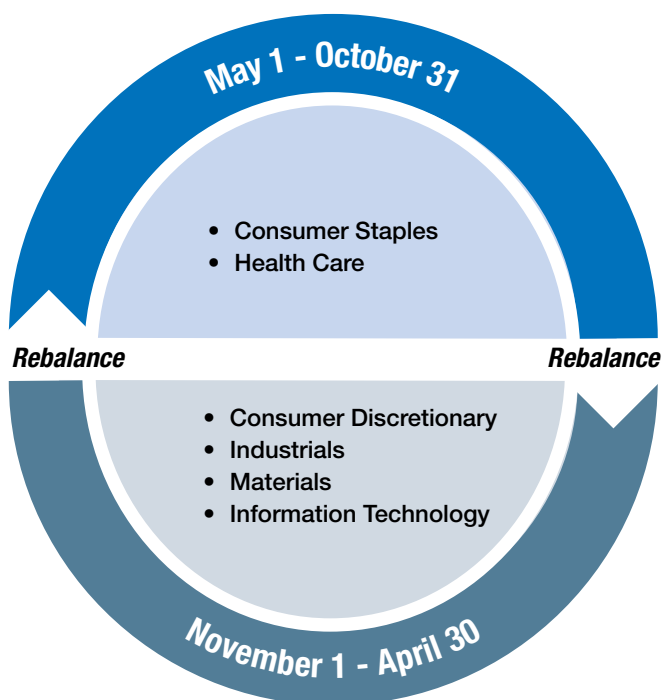 May 1 - October 31
• Consumer Staples
• Health Care
Rebalance
Rebalance
• Consumer Discretionary
• Industrials
• Materials
• Information Technology
November 1 - April 30